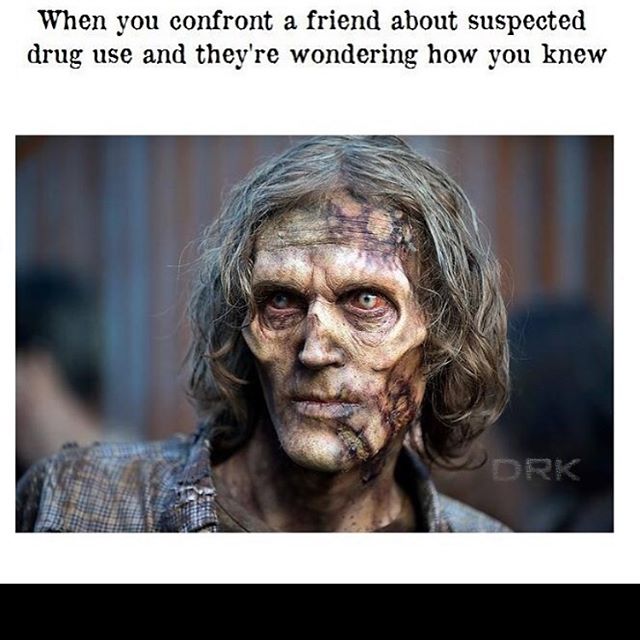 When you confront a friend about suspected
drug use and they're wondering how you knew
DRK